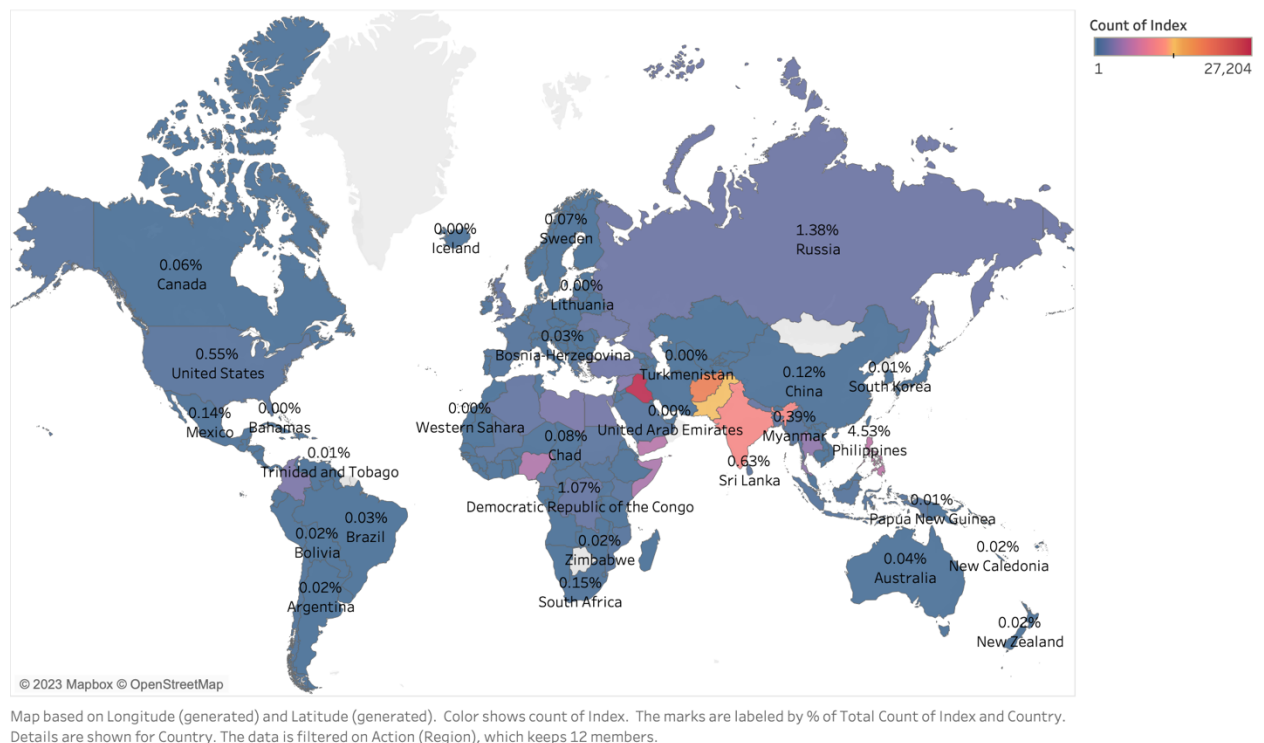 Count of Index
1 27,204
0.06%
Canada
0.55%
United States
0.14%
Mexico
0.00%
Bahamas
0.01%
Trinidad and Tobago
0.03%
Brazil
0.02%
Bolivia
0.02%
Argentina
0.00%
Iceland
0.07%
Sweden
0.00%
Lithuania
0.03%
Bosnia-Herzegovina
1.38%
Russia
0.00%
Turkmenistan
0.12%
China
0.01%
South Korea
0.00%
Western Sahara
0.08%
Chad
0.00%
United Arab Emirates
0.39%
Myanmar
4.53%
Philippines
0.63%
Sri Lanka
1.07%
Democratic Republic of the Congo
0.02%
Zimbabwe
0.15%
South Africa
0.01%
Papua New Guinea
0.04%
Australia
0.02%
New Caledonia
0.02%
New Zealand
© 2023 Mapbox © OpenStreetMap
Map based on Longitude (generated) and Latitude (generated). Color shows count of Index. The marks are labeled by % of Total Count of Index and Country.
Details are shown for Country. The data is filtered on Action (Region), which keeps 12 members.